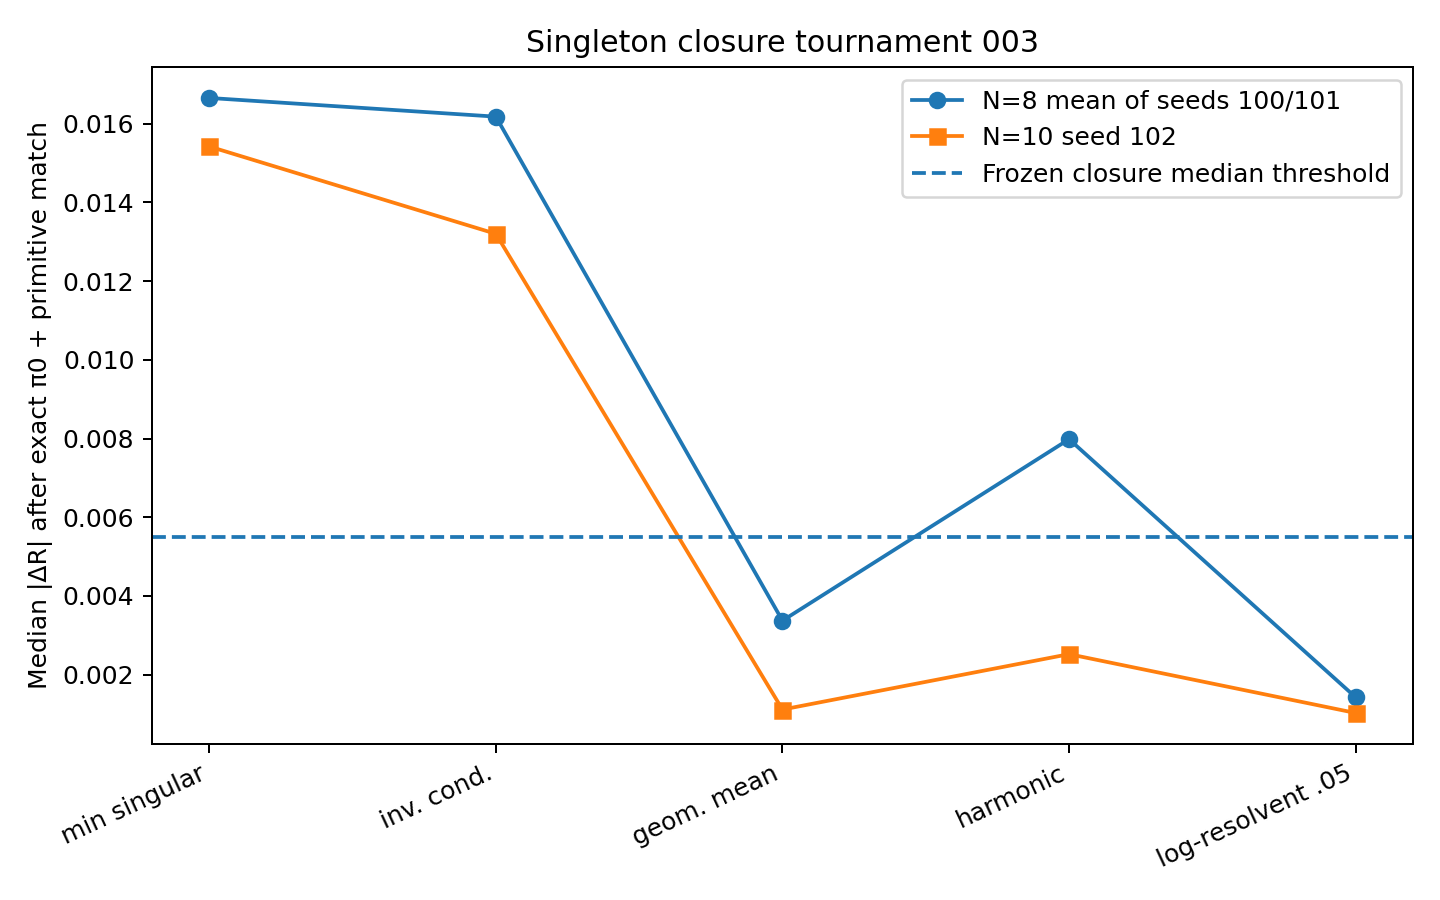 Singleton closure tournament 003
N=8 mean of seeds 100/101
N=10 seed 102
Frozen closure median threshold
Median |ΔR| after exact π0 + primitive match
0.016
0.014
0.012
0.010
0.008
0.006
0.004
0.002
min singular
inv. cond.
geom. mean
harmonic
log-resolvent .05